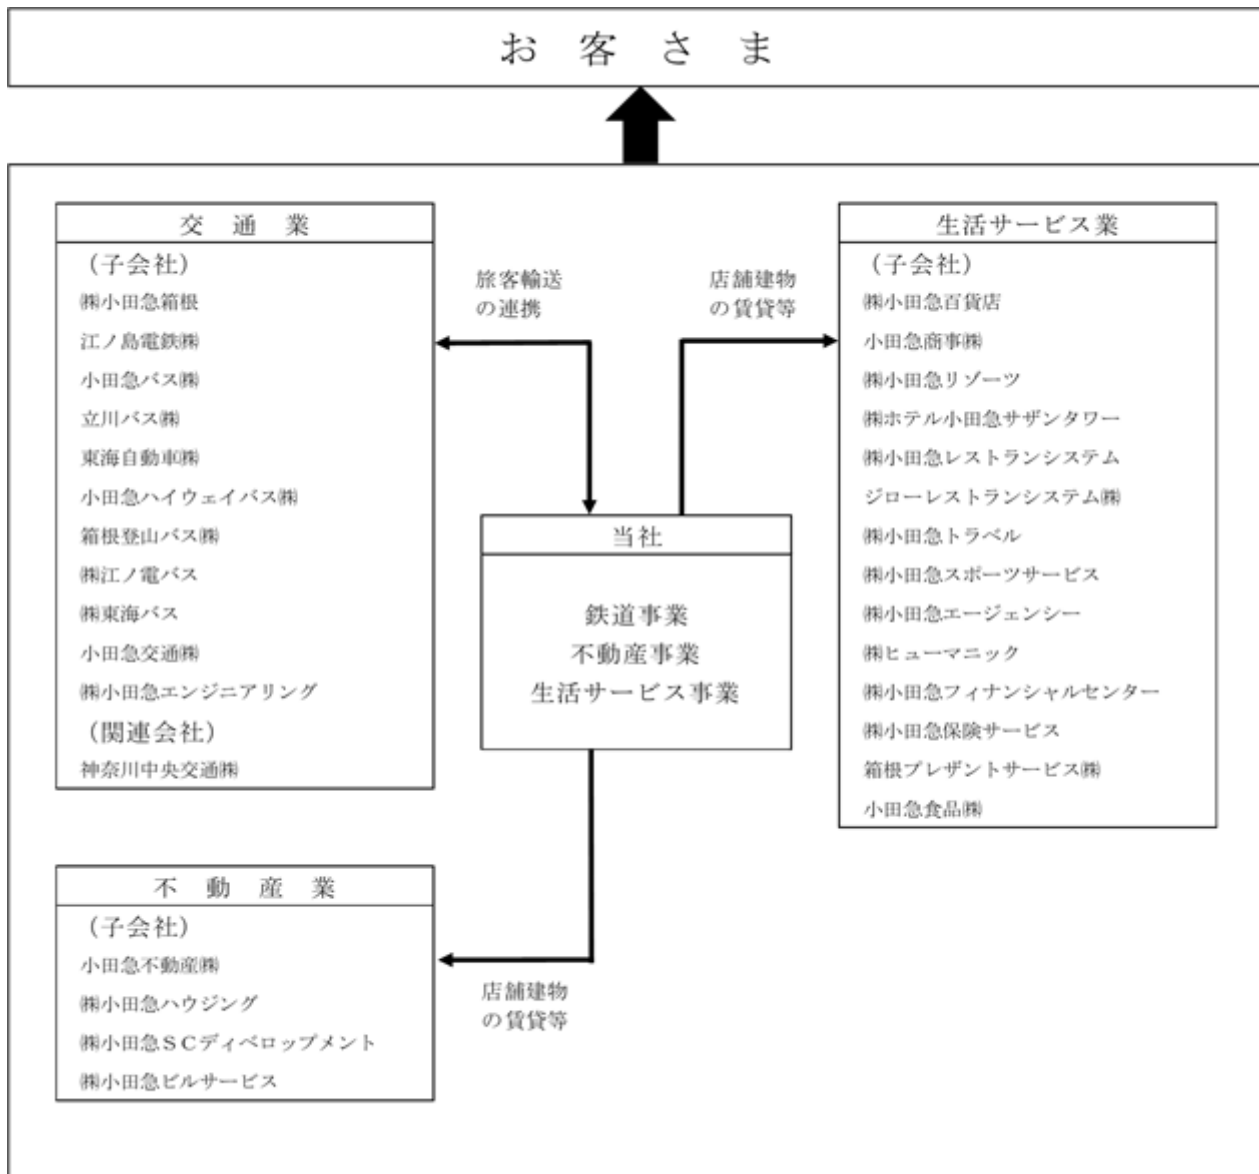 お客さま
交通業
（子会社）
㈱小田急箱根
江ノ島電鉄㈱
小田急バス㈱
立川バス㈱
東海自動車㈱
小田急ハイウェイバス㈱
箱根登山バス㈱
㈱江ノ電バス
㈱東海バス
小田急交通㈱
㈱小田急エンジニアリング
（関連会社）
神奈川中央交通㈱
旅客輸送
の連携
店舗建物
の賃貸等
生活サービス業
（子会社）
㈱小田急百貨店
小田急商事㈱
㈱小田急リゾーツ
㈱ホテル小田急サザンタワー
㈱小田急レストランシステム
ジローレストランシステム㈱
㈱小田急トラベル
㈱小田急スポーツサービス
㈱小田急エージェンシー
㈱ヒューマニック
㈱小田急フィナンシャルセンター
㈱小田急保険サービス
箱根プレザントサービス㈱
小田急食品㈱
当社
鉄道事業
不動産事業
生活サービス事業
不動産業
（子会社）
小田急不動産㈱
㈱小田急ハウジング
㈱小田急ＳＣディベロップメント
㈱小田急ビルサービス
店舗建物
の賃貸等